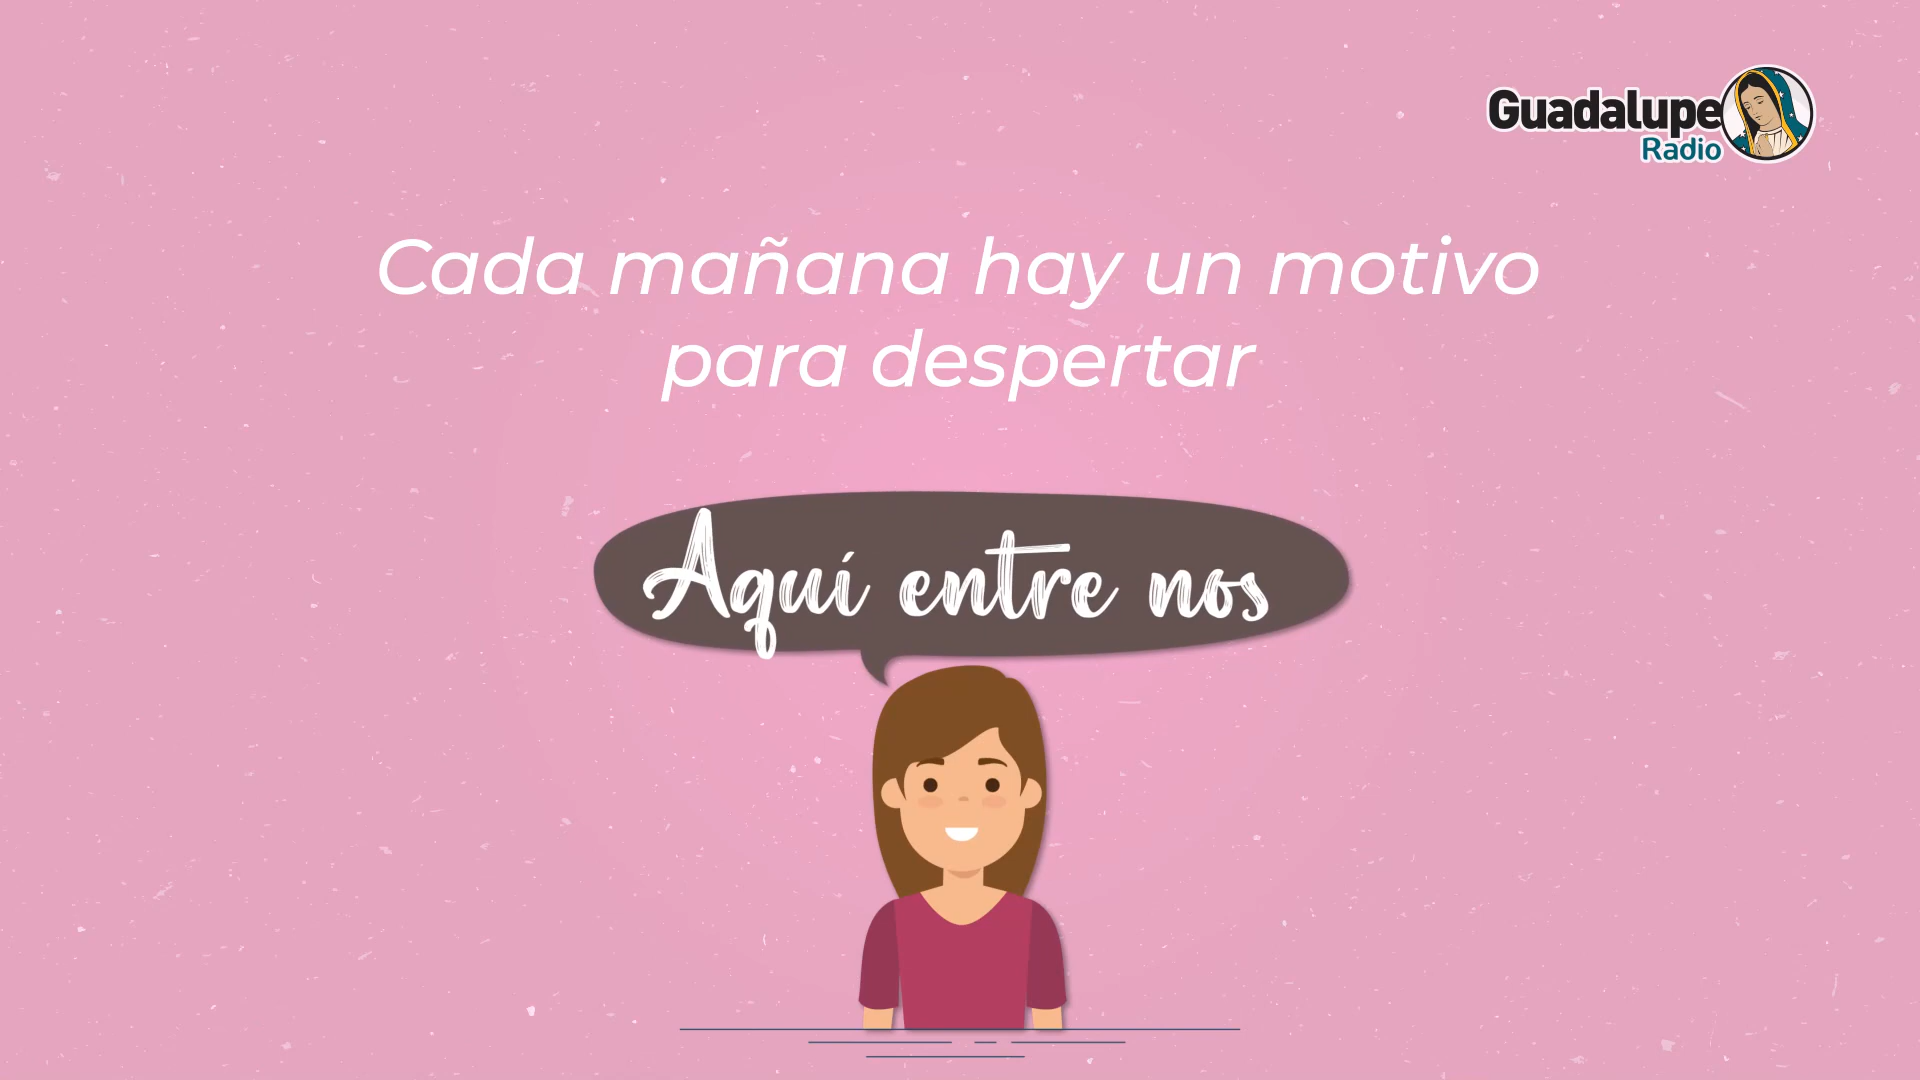 Guadalupe
Radio
Cada mañana hay un motivo
para despertar
Aquí entre nos